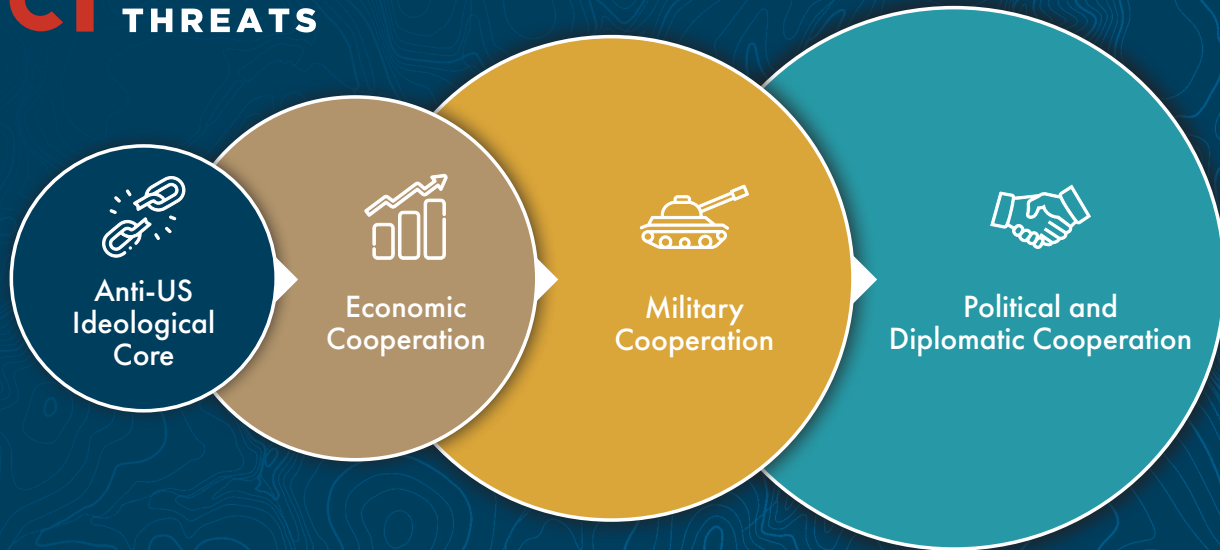 THREATS
Anti-US
Ideological
Core
Economic
Cooperation
Military
Cooperation
Political and
Diplomatic Cooperation